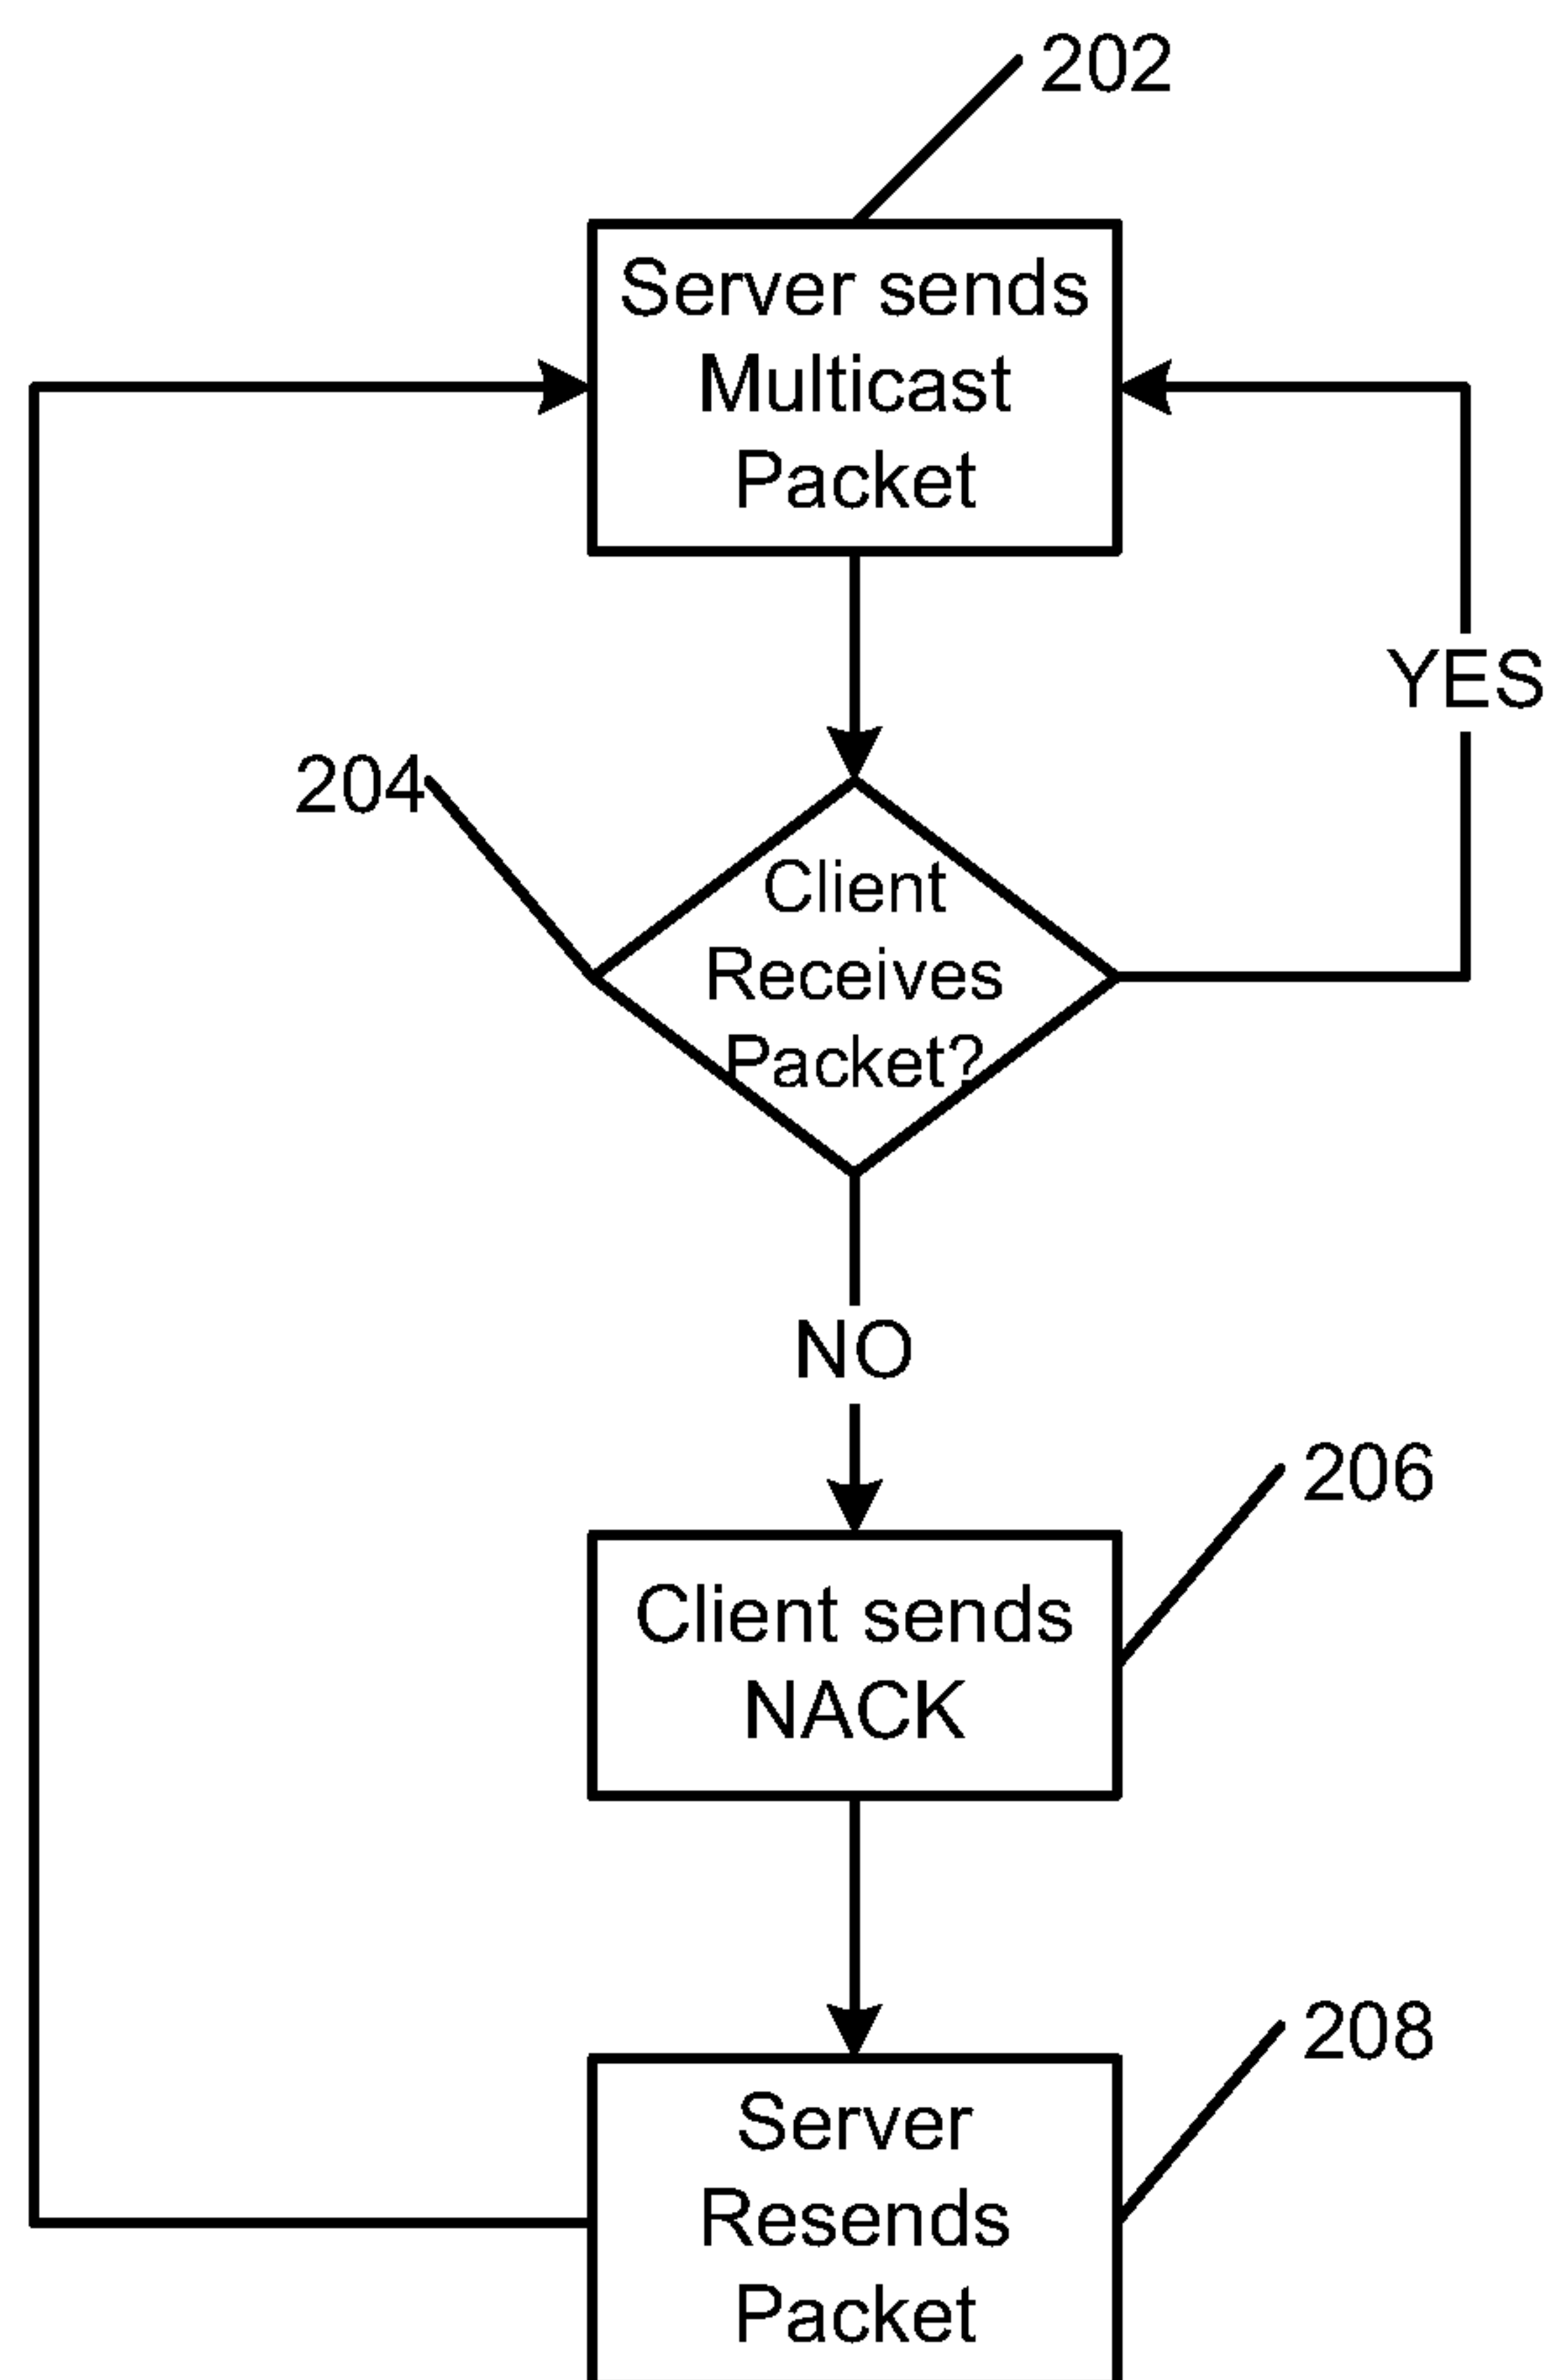 202
Server sends
Multicast
Packet
YES
204
Client
Receives
Packet?
NO
206
Client sends
NACK
208
Server
Resends
Packet